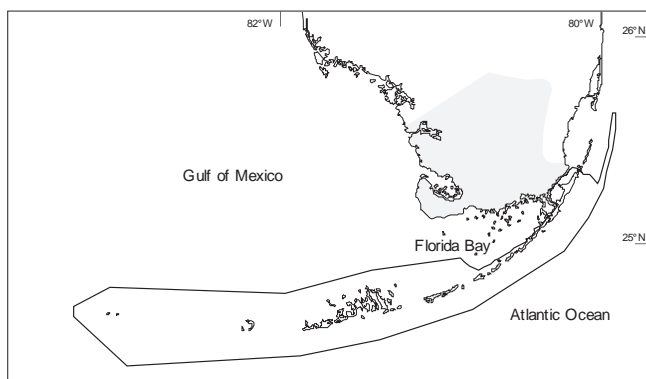 82°W
80°W
26°N
Gulf of Mexico
Florida Bay
25°N
Atlantic Ocean